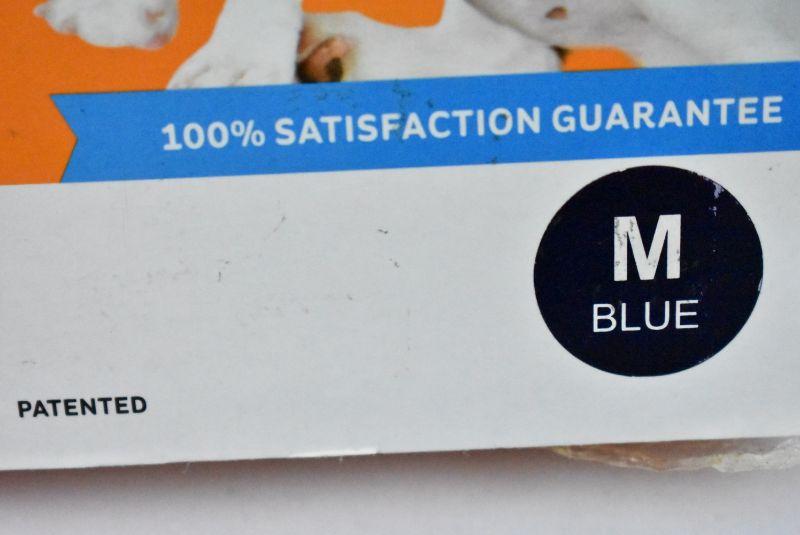 100% SATISFACTION GUARANTEE
M
BLUE
PATENTED